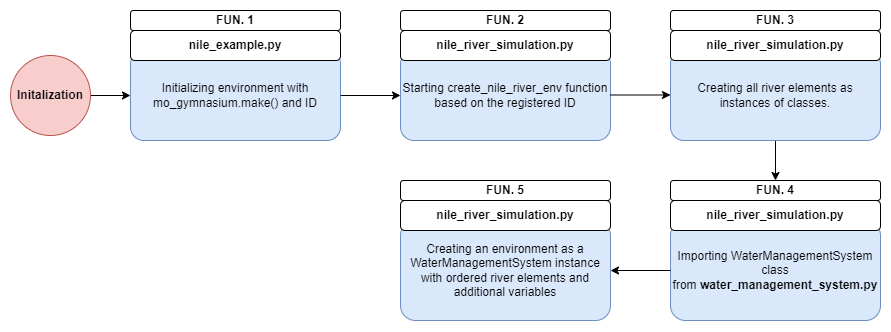 Initalization
FUN. 1
nile_example.py
Initializing environment with
mo_gymnasium.make() and ID
FUN. 2
nile_river_simulation.py
Starting create_nile_river_env function
based on the registered ID
FUN. 3
nile_river_simulation.py
Creating all river elements as
instances of classes.
FUN. 4
nile_river_simulation.py
Importing WaterManagementSystem
class
from water_management_system.py
FUN. 5
nile_river_simulation.py
Creating an environment as a
WaterManagementSystem instance
with ordered river elements and
additional variables